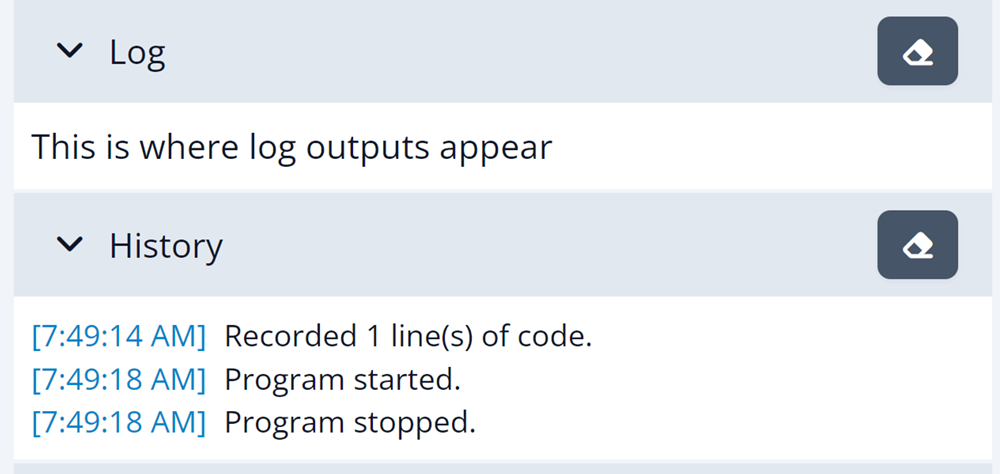 Log
This is where log outputs appear
History
[7:49:14 AM] Recorded 1 line(s) of code.
[7:49:18 AM] Program started.
[7:49:18 AM] Program stopped.